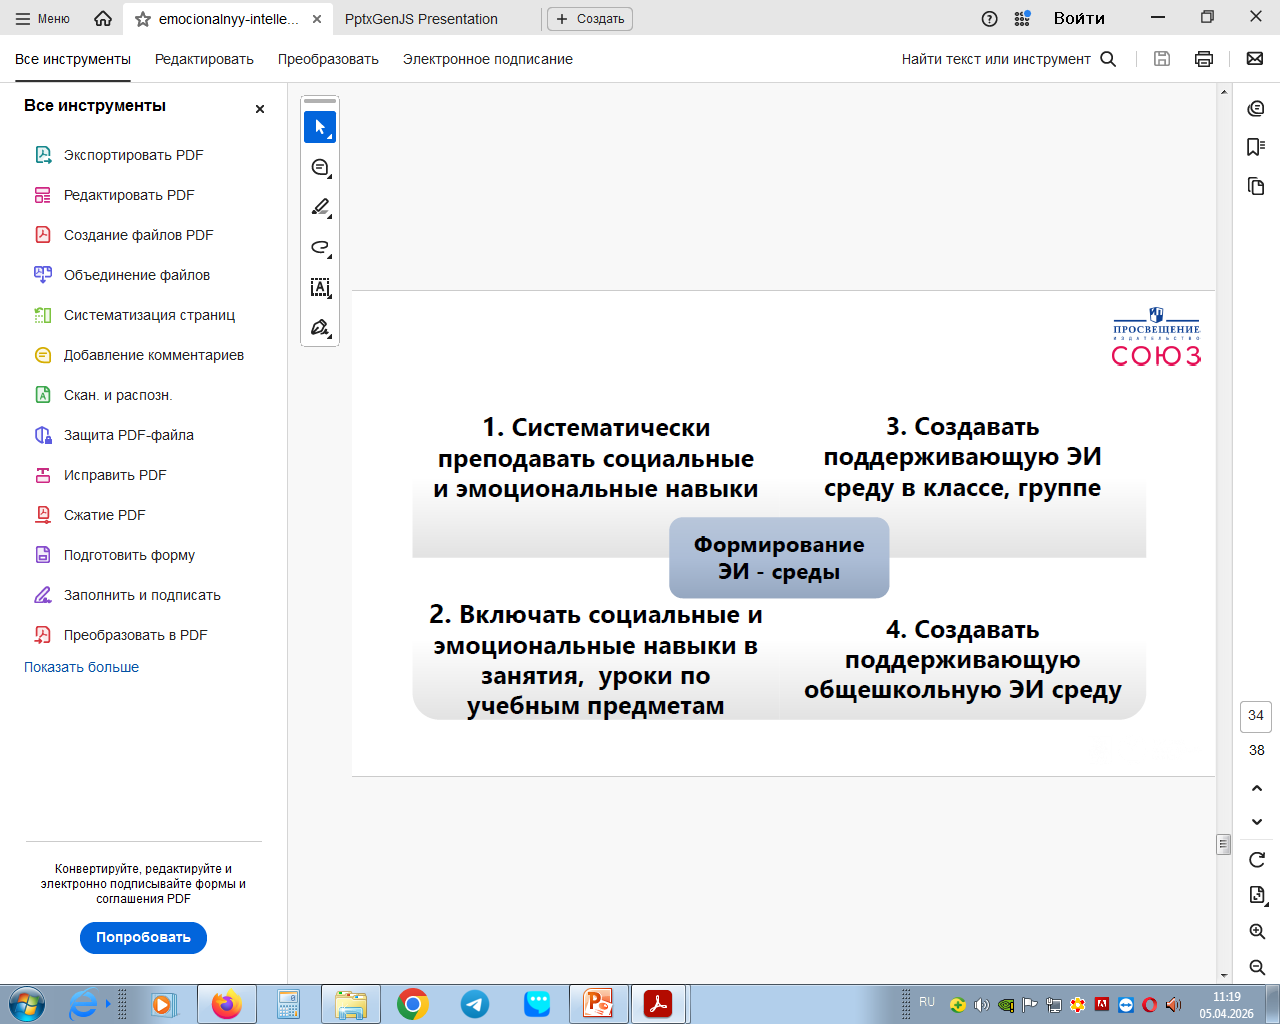 Меню
emocionalnyy-intelle...
PptxGenJS Presentation
Создать
Войти
Все инструменты
Редактировать
Преобразовать
Электронное подписание
Найти текст или инструмент
Все инструменты
Экспортировать PDF
Редактировать PDF
Создание файлов PDF
Объединение файлов
Систематизация страниц
Добавление комментариев
Скан. и распозн.
Защита PDF-файла
Исправить PDF
Сжатие PDF
Подготовить форму
Заполнить и подписать
Преобразовать в PDF
Показать больше
Конвертируйте, редактируйте и
электронно подписывайте формы и
соглашения PDF
Попробовать
ПРОСВЕЩЕНИЕ
ИЗДАТЕЛЬСТВО
СОЮЗ
1. Систематически
преподавать социальные
и эмоциональные навыки
3. Создавать
поддерживающую ЭИ
среду в классе, группе
Формирование
ЭИ - среды
2. Включать социальные и
эмоциональные навыки в
занятия, уроки по
учебным предметам
4. Создавать
поддерживающую
общешкольную ЭИ среду
34
38
RU
11:19
05.04.2026